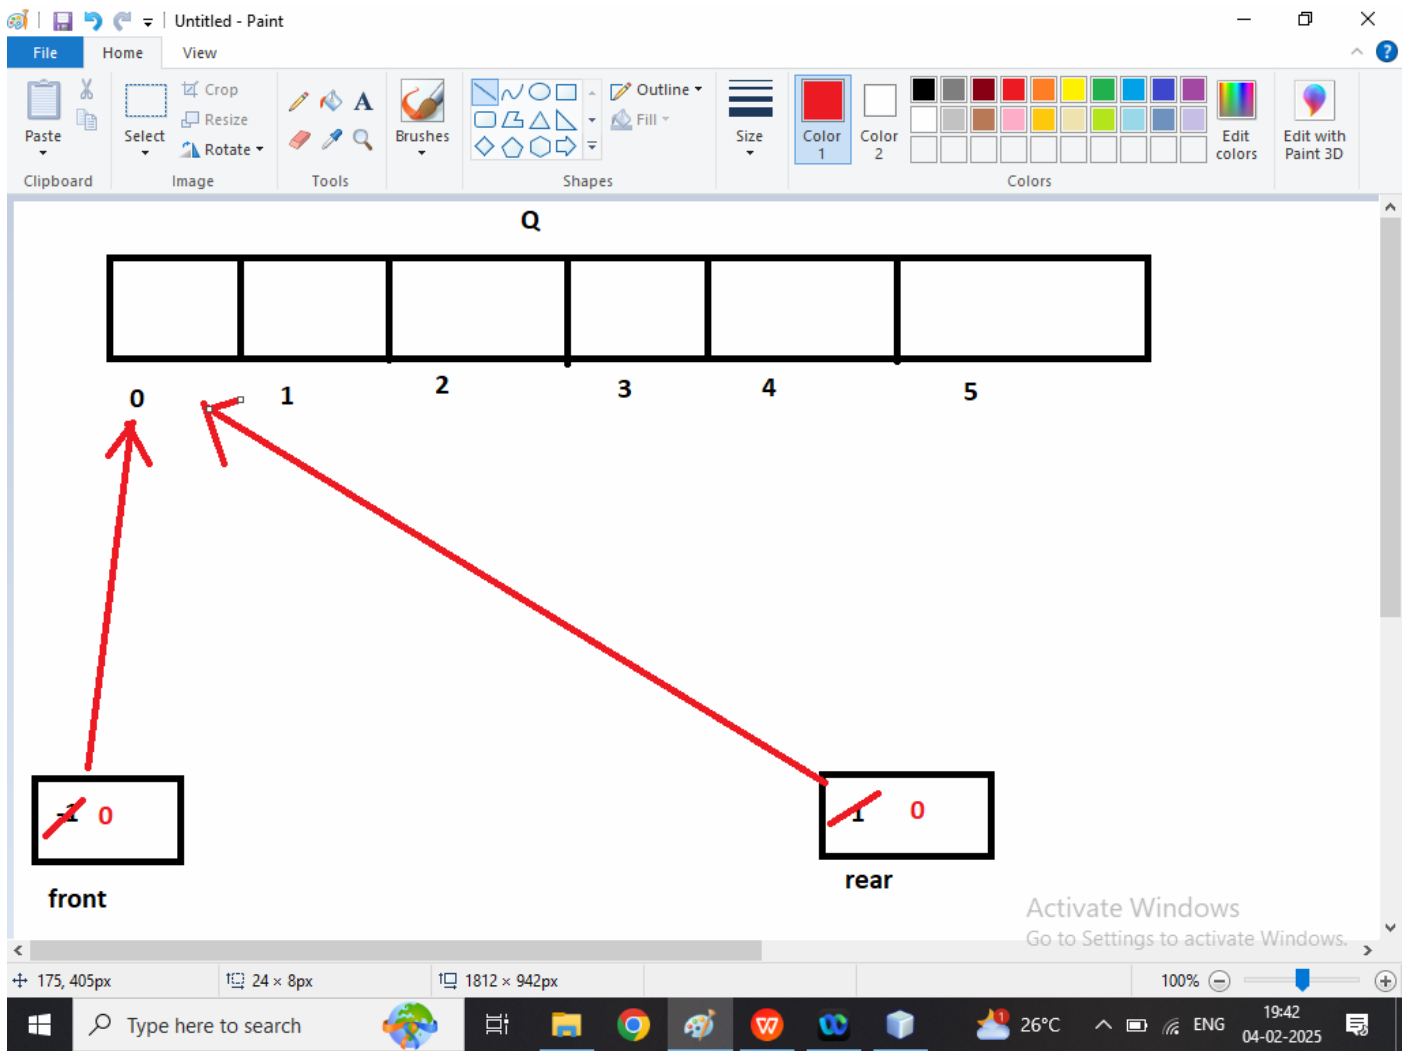 Untitled - Paint
File Home View
Paste
Clipboard
Select
Crop
Resize
Rotate
Image
A
Tools
Brushes
Outline
Fill
Shapes
Size
Color 1
Color 2
Edit colors
Edit with Paint 3D
Colors
Q
0 1 2 3 4 5
-1 0
front
-1 0
rear
Activate Windows
Go to Settings to activate Windows.
175, 405px 24 × 8px 1812 × 942px 100%
Type here to search
1 26°C ENG 19:42
04-02-2025